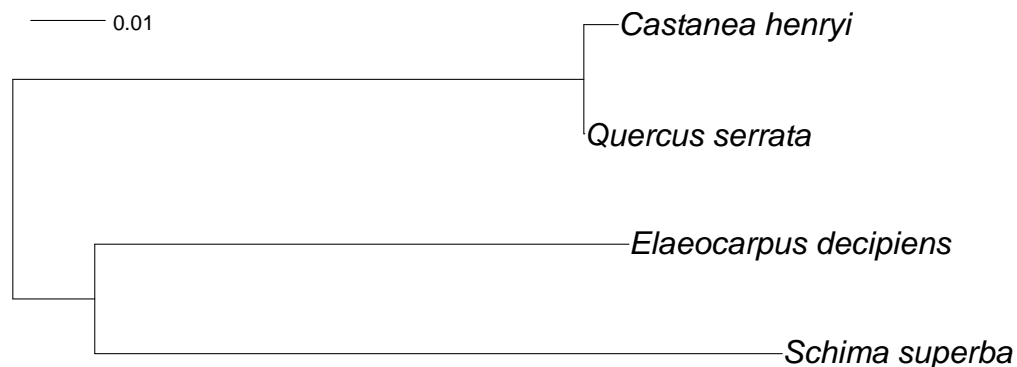 0.01
Castanea henryi
Quercus serrata
Elaeocarpus decipiens
Schima superba